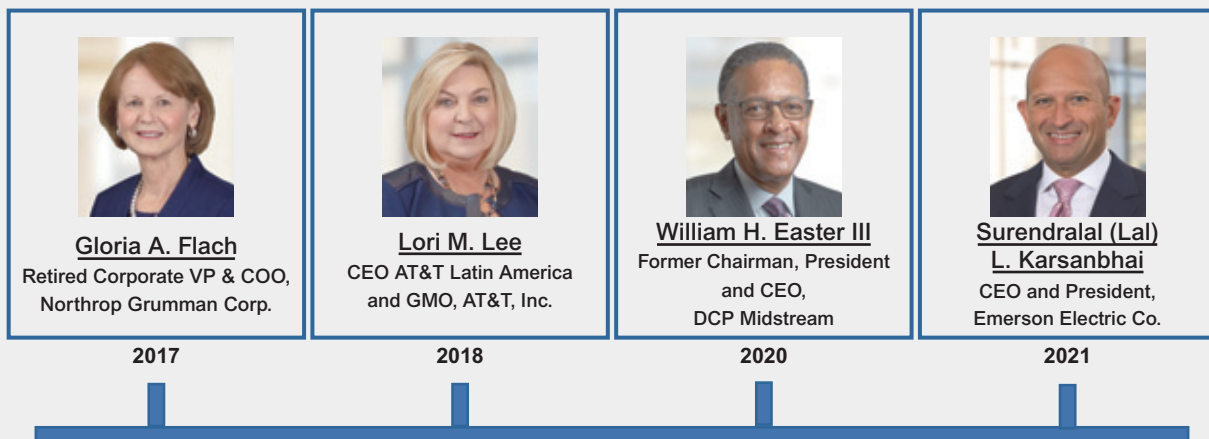 Gloria A. Flach
Retired Corporate VP & COO,
Northrop Grumman Corp.
2017
Lori M. Lee
CEO AT&T Latin America
and GMO, AT&T, Inc.
2018
William H. Easter III
Former Chairman, President
and CEO,
DCP Midstream
2020
Surendralal (Lal)
L. Karsanbhai
CEO and President,
Emerson Electric Co.
2021